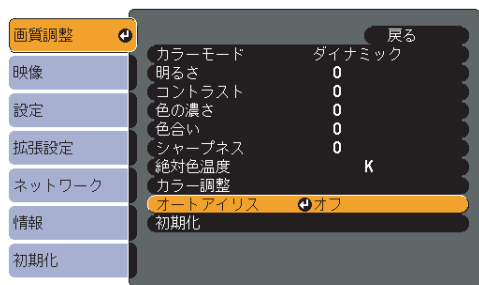 画質調整
映像
設定
拡張設定
ネットワーク
情報
初期化
戻る
カラーモード ダイナミック
明るさ 0
コントラスト 0
色の濃さ 0
色合い 0
シャープネス 0
絶対色温度 K
カラー調整
オートアイリス オフ
初期化